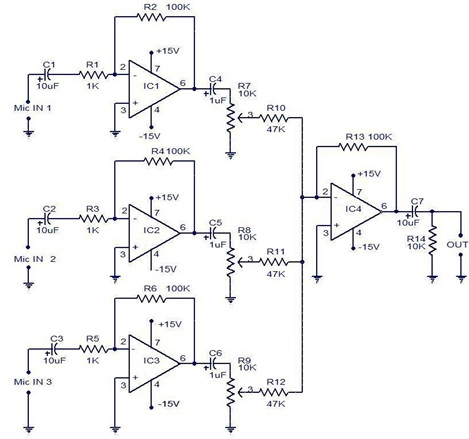 R2 100K
+15V
C1
R1
2
7
-
IC1
6
C4
R7
+
10uF
1K
3
+
4
-15V
+
1uF
10K
Mic IN 1
3
R10
47K
R4 100K
+15V
C2
R3
2
7
-
IC2
6
C5
R8
+
10uF
1K
3
+
4
-15V
+
1uF
10K
Mic IN 2
3
R11
47K
R6 100K
+15V
C3
R5
2
7
-
IC3
6
C6
R9
+
10uF
1K
3
+
4
-15V
+
1uF
10K
Mic IN 3
3
R12
47K
R13 100K
+15V
2
7
-
IC4
6
C7
3
+
4
-15V
+
10uF
R14
10K
OUT